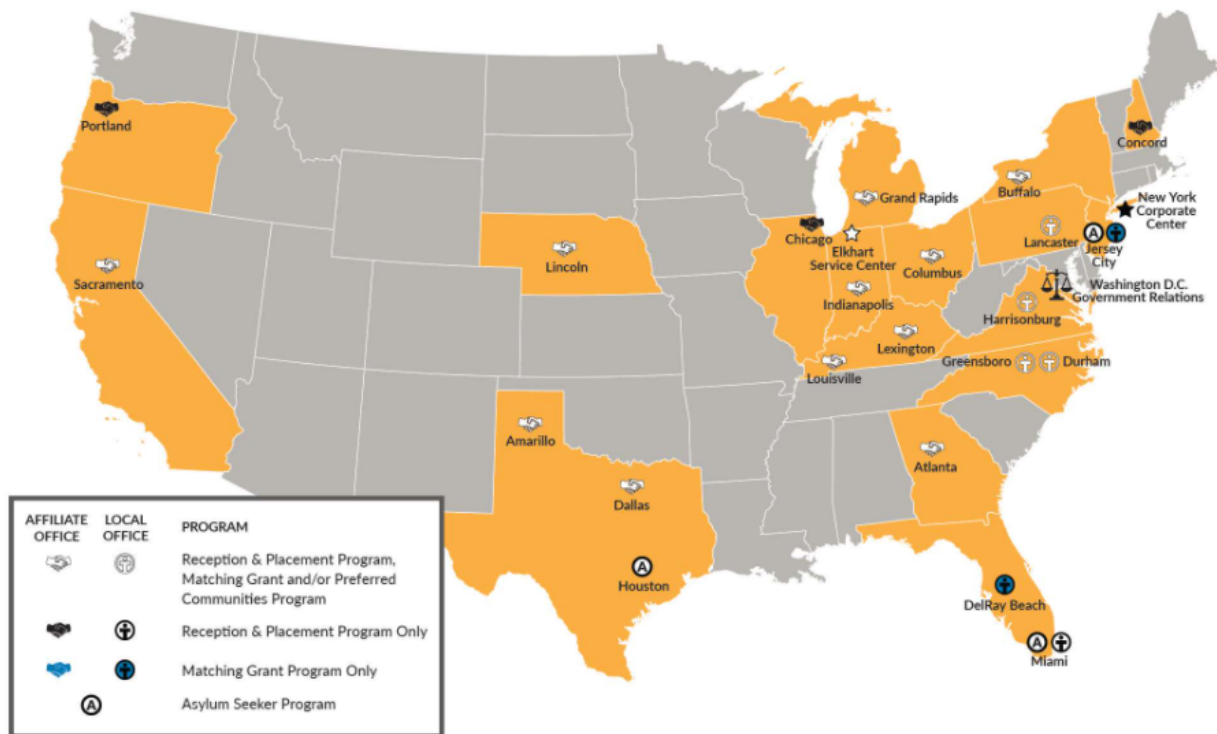 Portland
Concord
Buffalo
Grand Rapids
New York
Corporate
Center
Chicago
Elkhart
Service Center
Lancaster
A
Jersey
City
Lincoln
Columbus
Sacramento
Indianapolis
Washington D.C.
Government Relations
Harrisonburg
Lexington
Louisville
Greensboro
Durham
Amarillo
Atlanta
Dallas
A
Houston
DelRay Beach
A
Miami
AFFILIATE
OFFICE
LOCAL
OFFICE
PROGRAM
Reception & Placement Program,
Matching Grant and/or Preferred
Communities Program
Reception & Placement Program Only
Matching Grant Program Only
A
Asylum Seeker Program